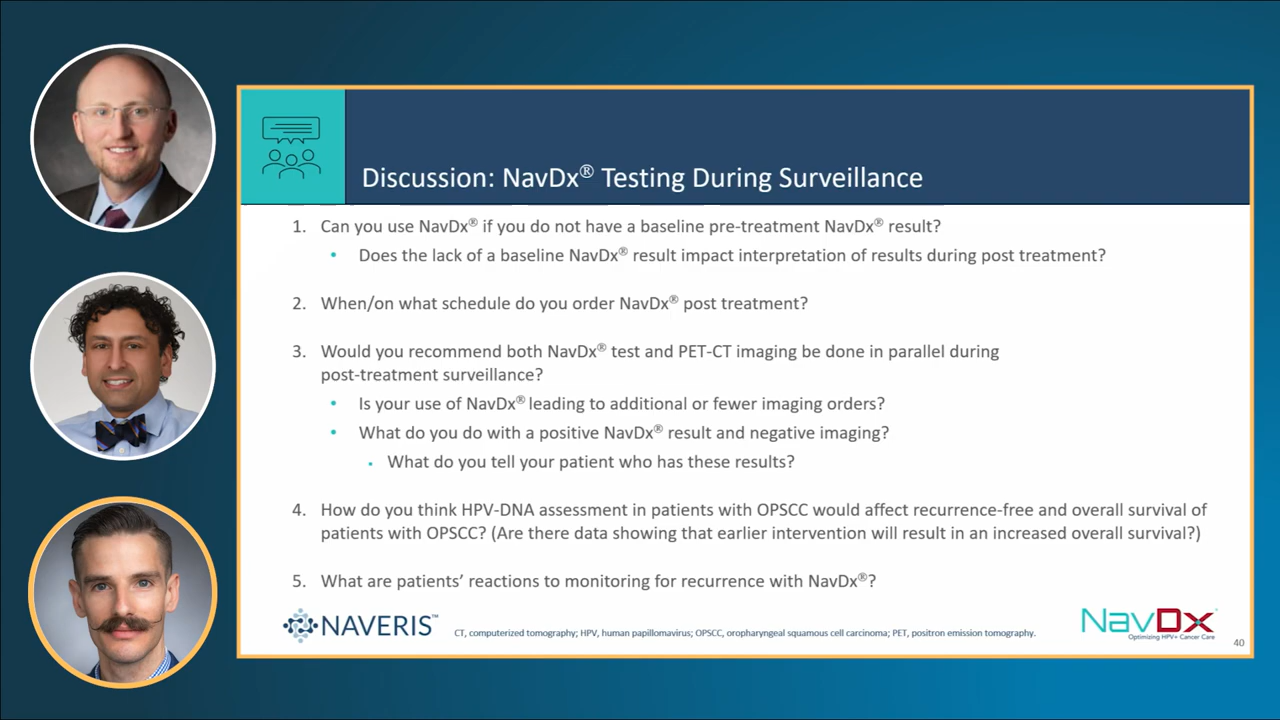 Discussion: NavDx® Testing During Surveillance
1. Can you use NavDx® if you do not have a baseline pre-treatment NavDx® result?
• Does the lack of a baseline NavDx® result impact interpretation of results during post treatment?
2. When/on what schedule do you order NavDx® post treatment?
3. Would you recommend both NavDx® test and PET-CT imaging be done in parallel during
post-treatment surveillance?
• Is your use of NavDx® leading to additional or fewer imaging orders?
• What do you do with a positive NavDx® result and negative imaging?
• What do you tell your patient who has these results?
4. How do you think HPV-DNA assessment in patients with OPSCC would affect recurrence-free and overall survival of
patients with OPSCC? (Are there data showing that earlier intervention will result in an increased overall survival?)
5. What are patients’ reactions to monitoring for recurrence with NavDx®?
NAVERIS™
CT, computerized tomography; HPV, human papillomavirus; OPSCC, oropharyngeal squamous cell carcinoma; PET, positron emission tomography.
NavDx®
Optimizing HPV+ Cancer Care
40